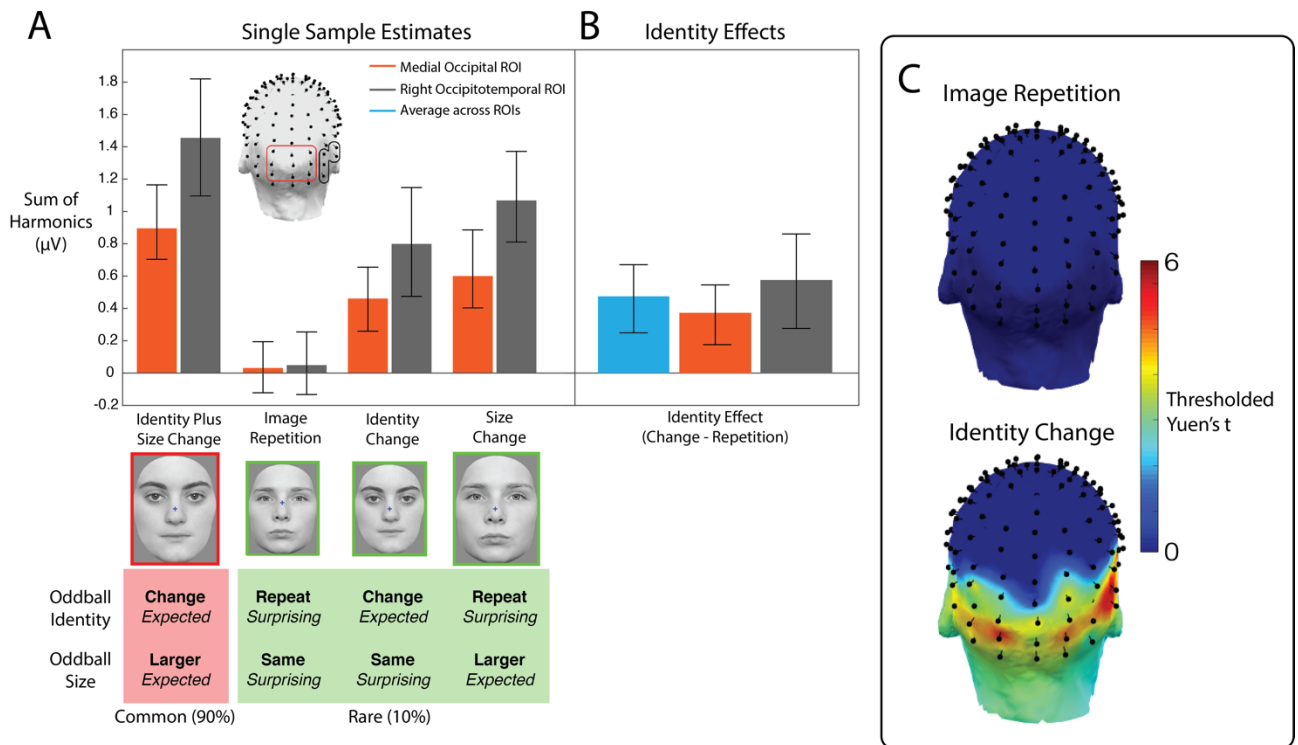 A
Single Sample Estimates
B
Identity Effects
C
Medial Occipital ROI
Right Occipitotemporal ROI
Average across ROIs
Sum of
Harmonics
(µV)
1.8
1.6
1.4
1.2
1
0.8
0.6
0.4
0.2
0
-0.2
Identity Plus
Size Change
Image
Repetition
Identity
Change
Size
Change
Identity Effect
(Change - Repetition)
Oddball
Identity
Change
Expected
Repeat
Surprising
Change
Expected
Repeat
Surprising
Oddball
Size
Larger
Expected
Same
Surprising
Same
Surprising
Larger
Expected
Common (90%)
Rare (10%)
Image Repetition
6
Thresholded
Yuen's t
0
Identity Change